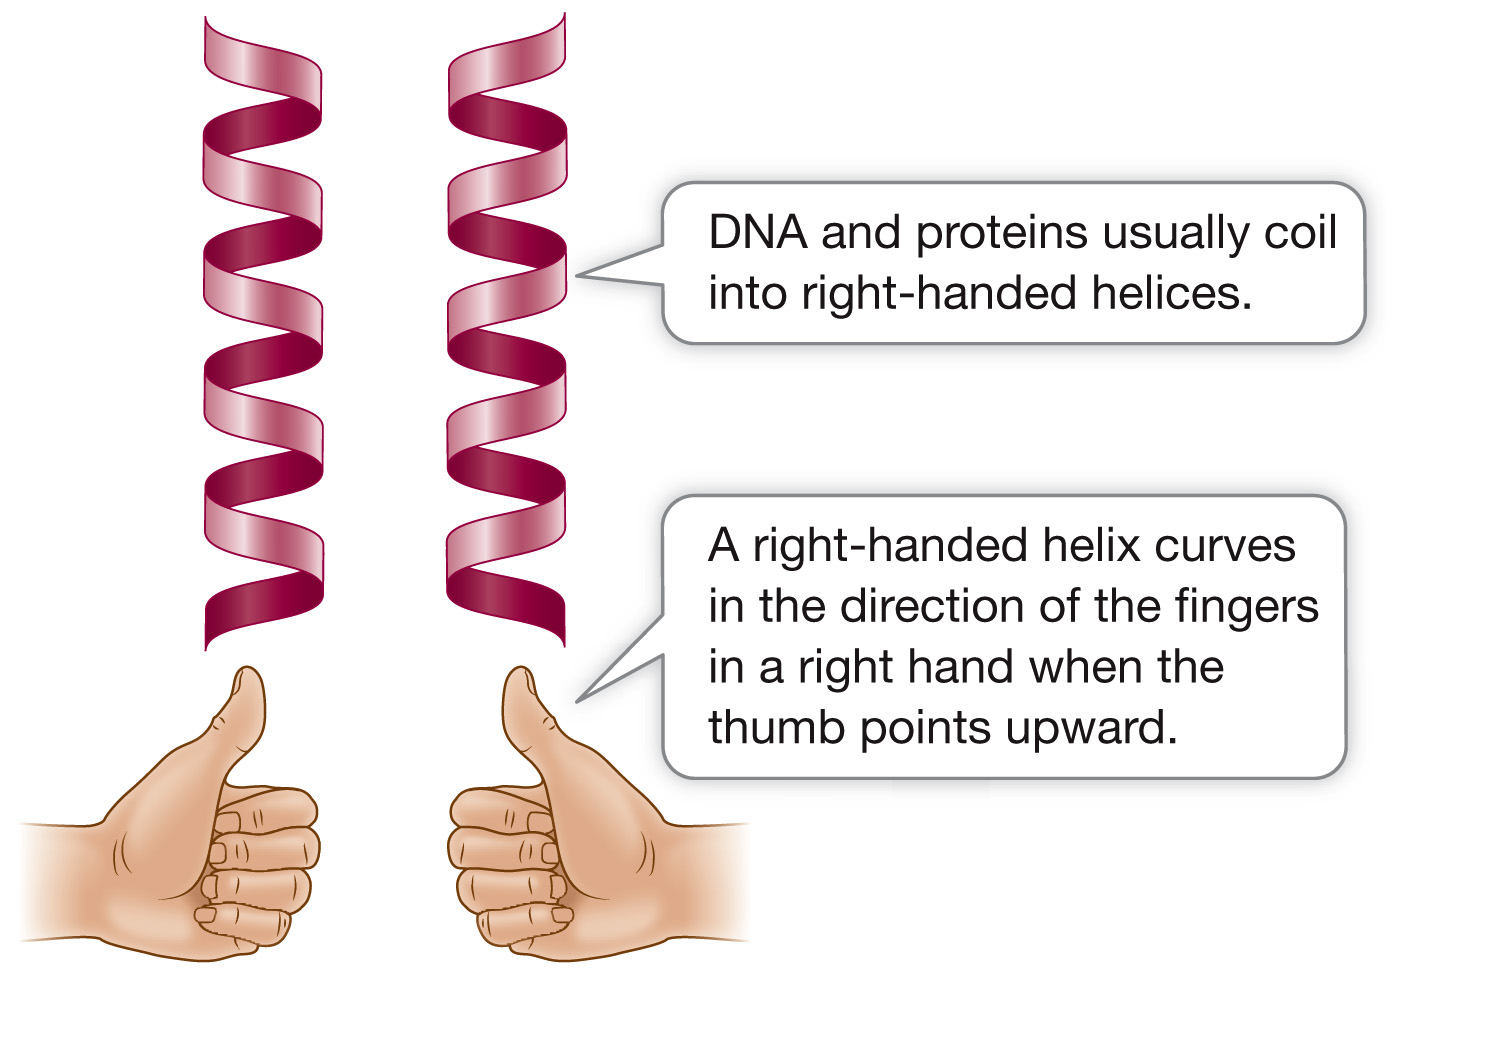 DNA and proteins usually coil
into right-handed helices.
A right-handed helix curves
in the direction of the fingers
in a right hand when the
thumb points upward.